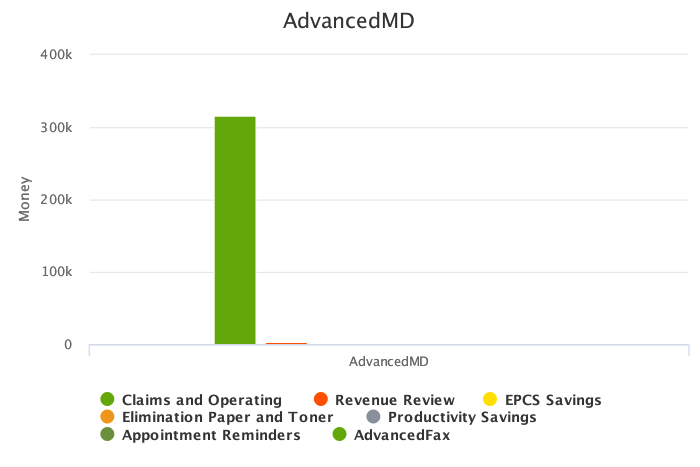 AdvancedMD
400k
300k
200k
100k
0
Money
AdvancedMD
Claims and Operating Revenue Review EPCS Savings
Elimination Paper and Toner Productivity Savings
Appointment Reminders AdvancedFax